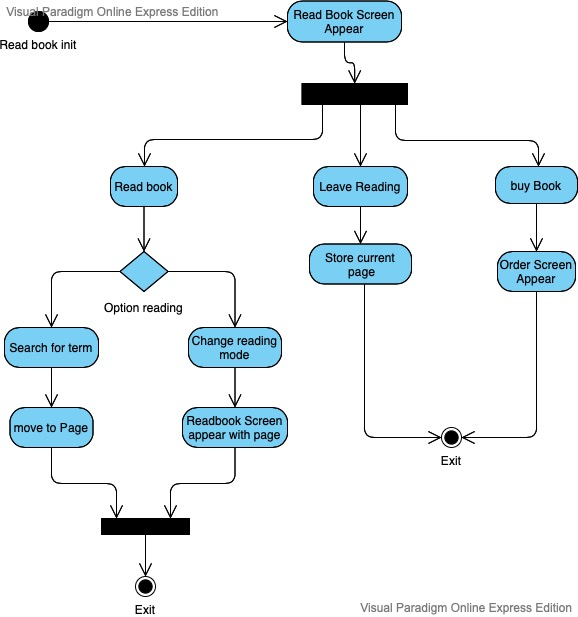 Visual Paradigm Online Express Edition
Read book init
Read Book Screen
Appear
Read book
Leave Reading
buy Book
Option reading
Store current
page
Order Screen
Appear
Search for term
Change reading
mode
move to Page
Readbook Screen
appear with page
Exit
Exit
Visual Paradigm Online Express Edition